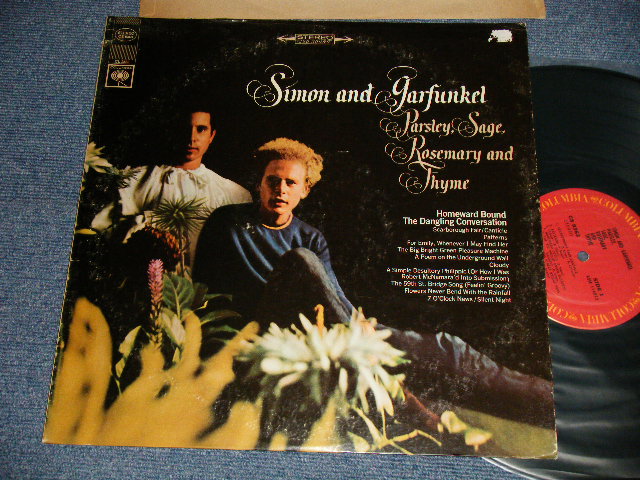 STEREO
Simon and Garfunkel
Parsley, Sage,
Rosemary and
Thyme
Homeward Bound
The Dangling Conversation
Scarborough Fair/Canticle
Patterns
For Emily, Whenever I May Find Her
The Big Bright Green Pleasure Machine
A Poem on the Underground Wall
Cloudy
A Simple Desultory Philippic (Or How I Was
Robert McNamara'd Into Submission)
The 59th St. Bridge Song (Feelin' Groovy)
Flowers Never Bend With the Rainfall
7 O'Clock News / Silent Night
COLUMBIA